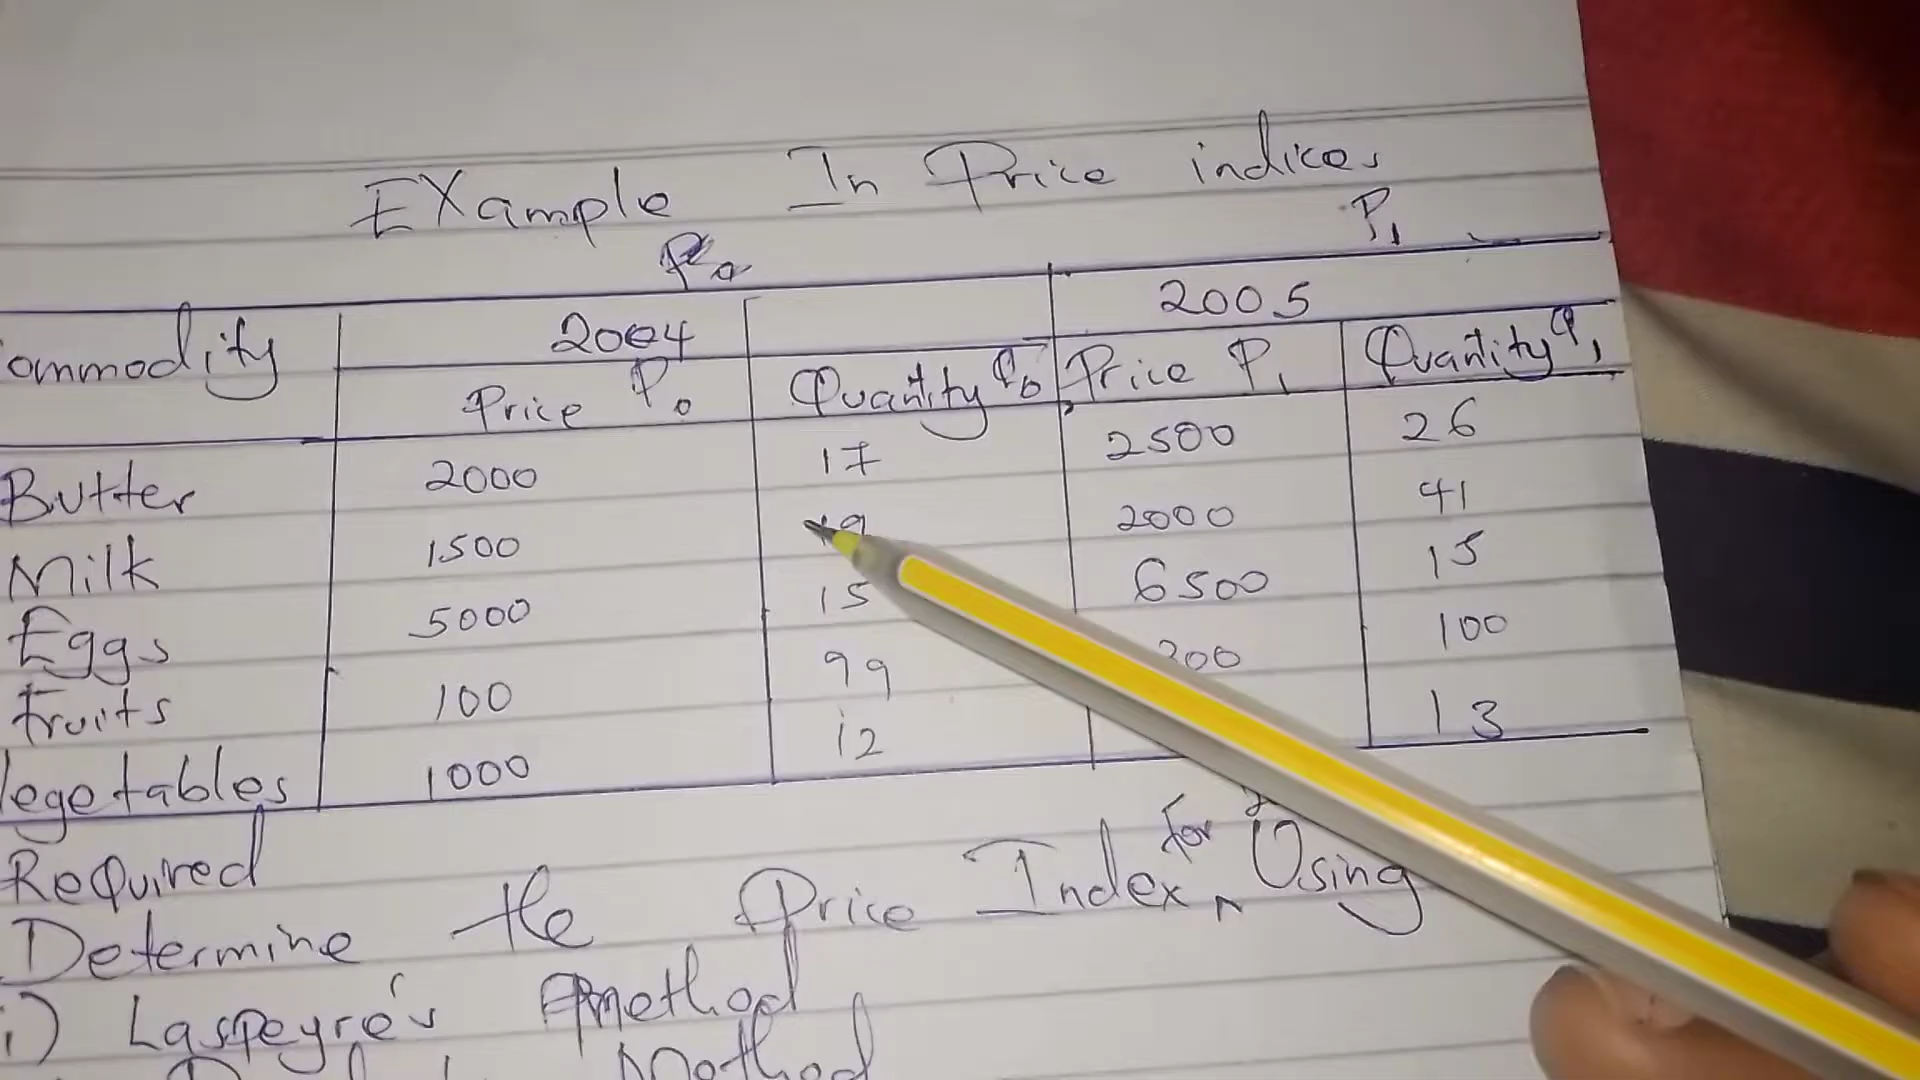 EXample In Price indices
P₀ P₁
ommodity 2004 2005
Price P₀ Quantity q₀ Price P₁ Quantity q₁
Butter 2000 17 2500 26
Milk 1500 2000 41
Eggs 5000 15 6500 15
fruits 100 99 200 100
Vegetables 1000 12 13
Required
Determine the Price Index for Using
i) Laspeyre's method
Method